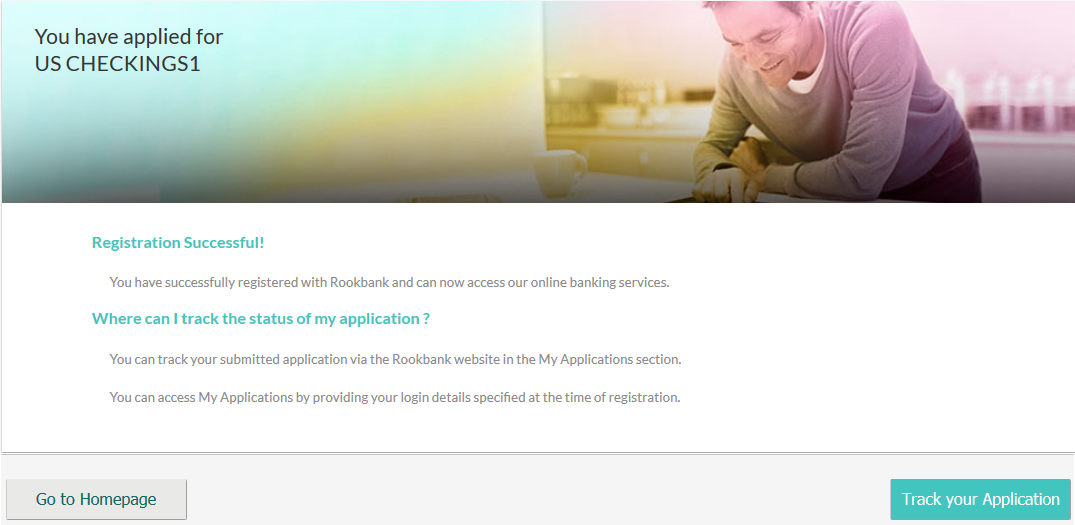 You have applied for
US CHECKINGS1
Registration Successful!
You have successfully registered with Rookbank and can now access our online banking services.
Where can I track the status of my application ?
You can track your submitted application via the Rookbank website in the My Applications section.
You can access My Applications by providing your login details specified at the time of registration.
Go to Homepage
Track your Application